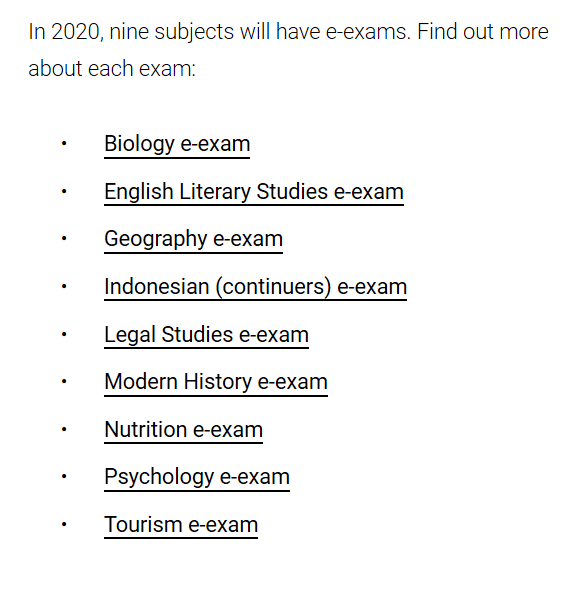 In 2020, nine subjects will have e-exams. Find out more
about each exam:
• Biology e-exam
• English Literary Studies e-exam
• Geography e-exam
• Indonesian (continuers) e-exam
• Legal Studies e-exam
• Modern History e-exam
• Nutrition e-exam
• Psychology e-exam
• Tourism e-exam